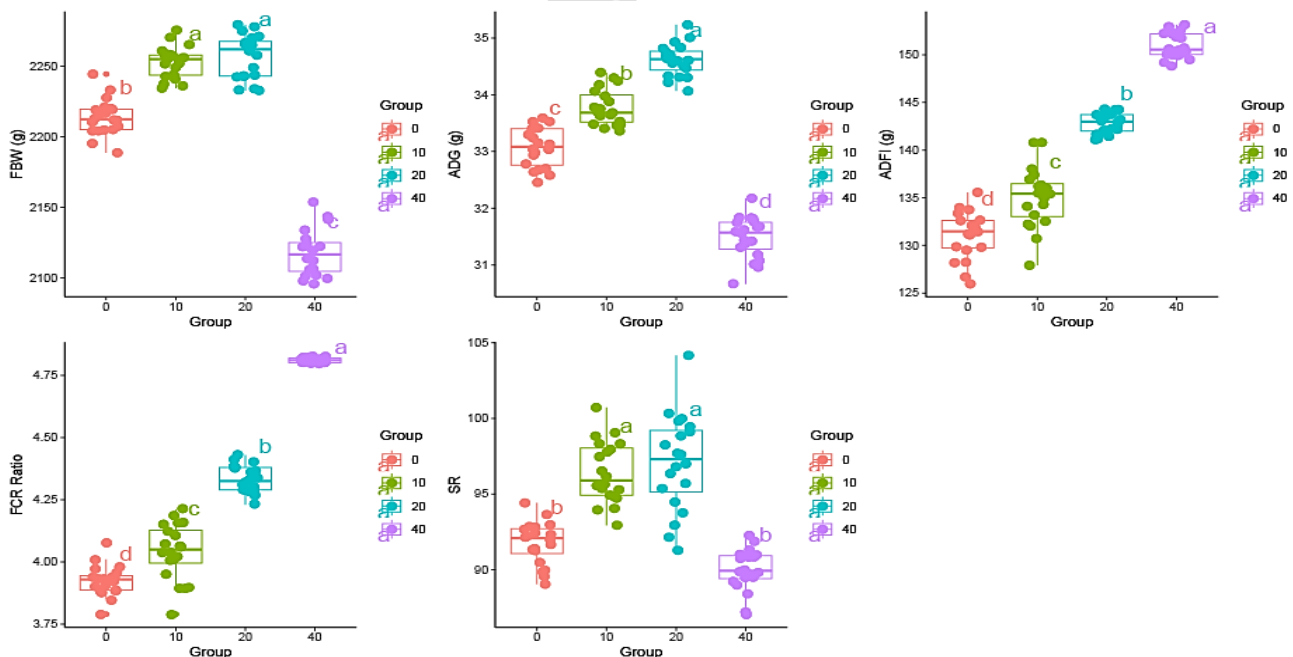 FBW (g)
2250
2200
2150
2100
b
a
a
c
0
10
20
40
Group
Group
a 0
a 10
a 20
a 40
ADG (g)
35
34
33
32
31
c
b
a
d
0
10
20
40
Group
Group
a 0
a 10
a 20
a 40
ADFI (g)
150
145
140
135
130
125
d
c
b
a
0
10
20
40
Group
Group
a 0
a 10
a 20
a 40
FCR Ratio
4.75
4.50
4.25
4.00
3.75
d
c
b
a
0
10
20
40
Group
Group
a 0
a 10
a 20
a 40
SR
105
100
95
90
b
a
a
b
0
10
20
40
Group
Group
a 0
a 10
a 20
a 40